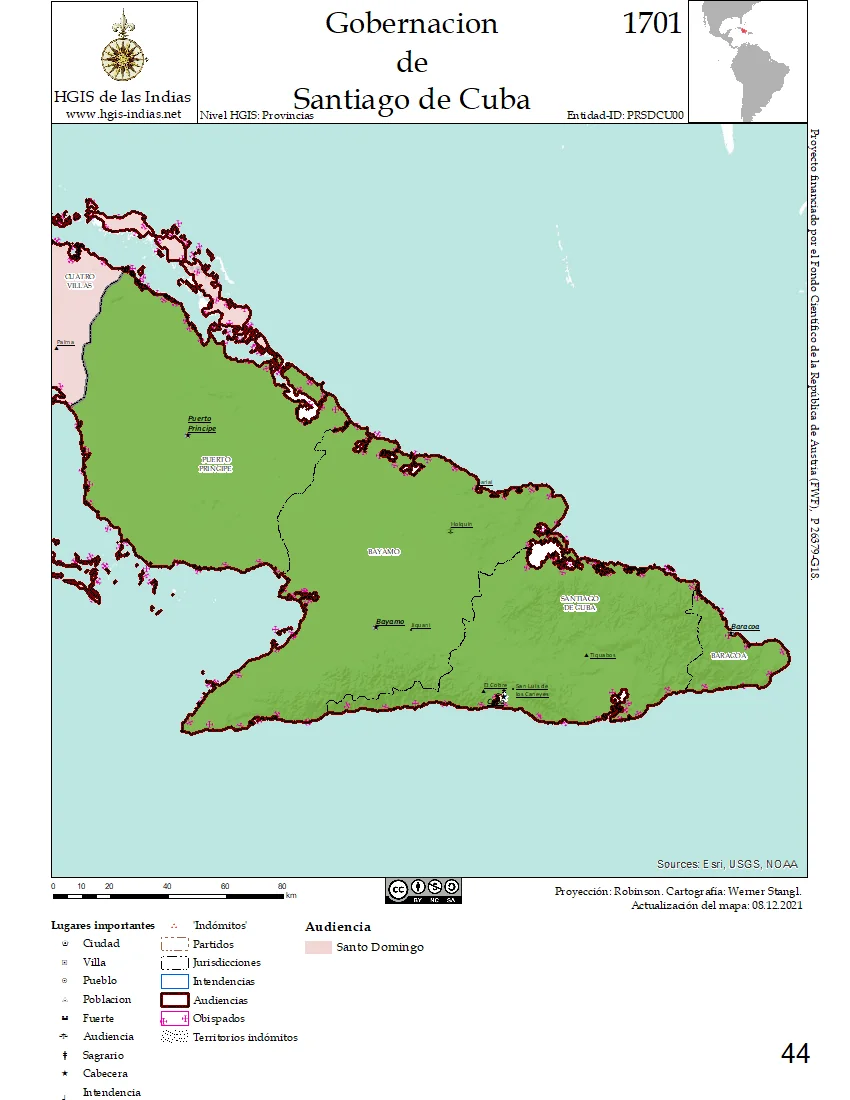 Gobernacion
de
Santiago de Cuba
1701
HGIS de las Indias
www.hgis-indias.net
Nivel HGIS: Provincias
Entidad-ID: PRSDCU00
Proyecto financiado por el Fondo Científico de la República de Austria (FWF), P 26379-G18.
CUATRO
VILLAS
Palma
Puerto
Principe
PUERTO
PRINCIPE
Holquin
BAYAMO
SANTIAGO
DE CUBA
Bayamo
Jiguani
Baracoa
BARACOA
Tiguabos
El Cobre
San Luis de
los Caneyes
Sources: Esri, USGS, NOAA
0 10 20 40 60 80
km
CC BY NC SA
Proyección: Robinson. Cartografía: Werner Stangl.
Actualización del mapa: 08.12.2021
Lugares importantes
Ciudad
Villa
Pueblo
Poblacion
Fuerte
Audiencia
Sagrario
Cabecera
Intendencia
'Indómitos'
Partidos
Jurisdicciones
Intendencias
Audiencias
Obispados
Territorios indómitos
Audiencia
Santo Domingo
44